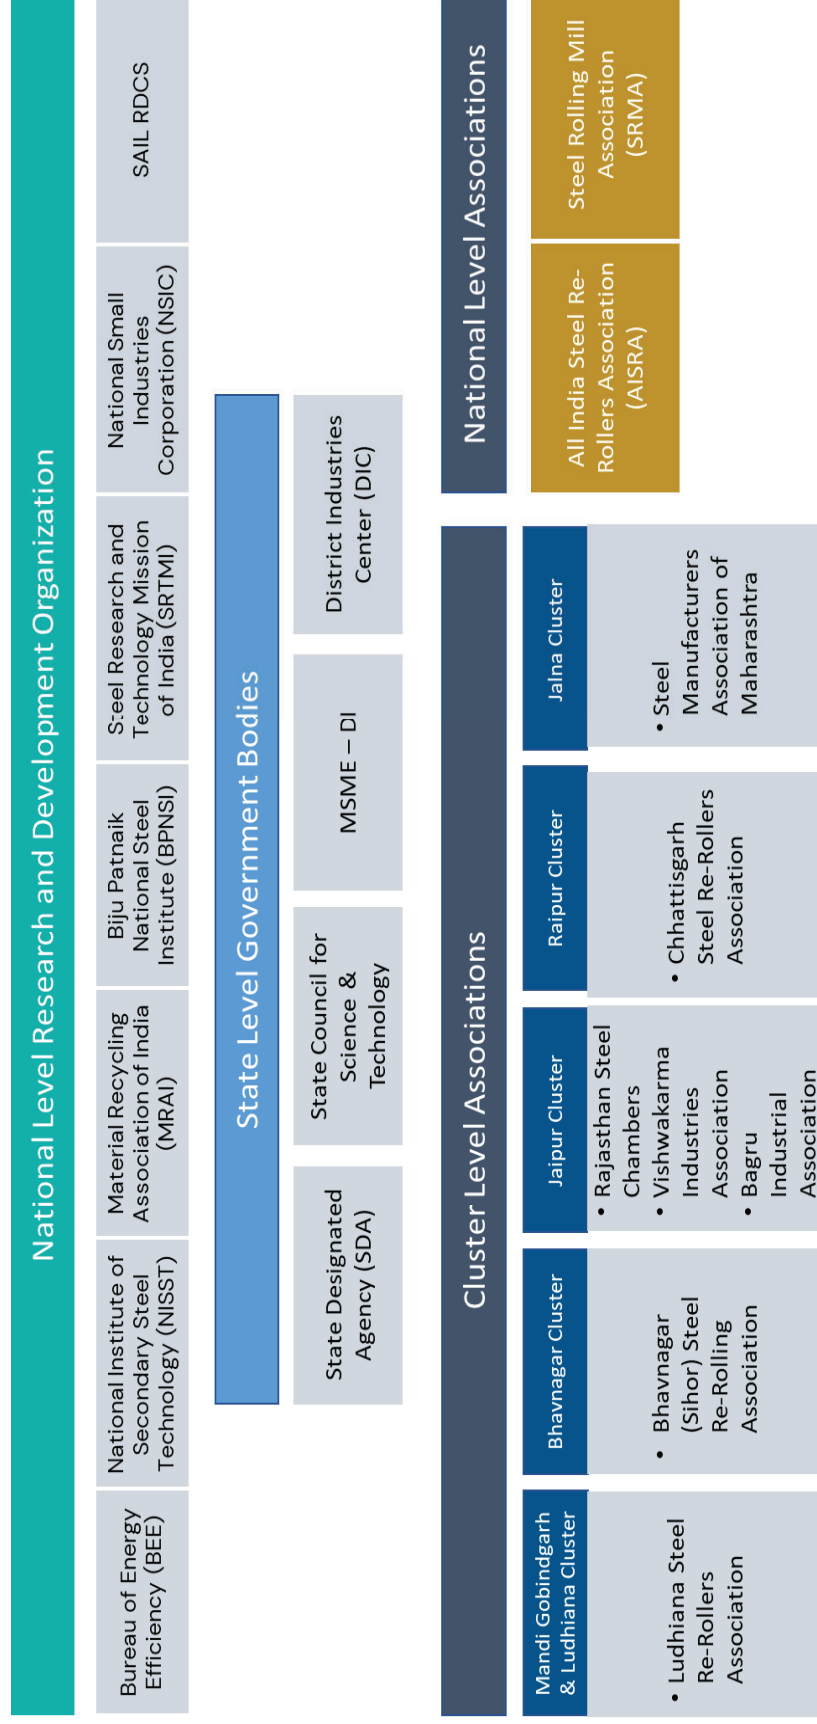 National Level Research and Development Organization
Bureau of Energy
Efficiency (BEE)
National Institute of
Secondary Steel
Technology (NISST)
Material Recycling
Association of India
(MRAI)
Biju Patnaik
National Steel
Institute (BPNSI)
Steel Research and
Technology Mission
of India (SRTMI)
National Small
Industries
Corporation (NSIC)
SAIL RDCS
State Level Government Bodies
State Designated
Agency (SDA)
State Council for
Science &
Technology
MSME – DI
District Industries
Center (DIC)
Cluster Level Associations
Mandi Gobindgarh
& Ludhiana Cluster
• Ludhiana Steel
Re-Rollers
Association
Bhavnagar Cluster
• Bhavnagar
(Sihor) Steel
Re-Rolling
Association
Jaipur Cluster
• Rajasthan Steel
Chambers
• Vishwakarma
Industries
Association
• Bagru
Industrial
Association
Raipur Cluster
• Chhattisgarh
Steel Re-Rollers
Association
Jalna Cluster
• Steel
Manufacturers
Association of
Maharashtra
National Level Associations
All India Steel Re-
Rollers Association
(AISRA)
Steel Rolling Mill
Association
(SRMA)